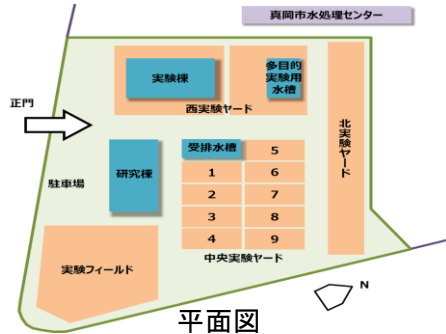 真岡市水処理センター
実験棟
多目的
実験用
水槽
西実験ヤード
正門
北実験ヤード
受排水槽
5
研究棟
1
6
駐車場
2
7
3
8
4
9
中央実験ヤード
実験フィールド
N
平面図